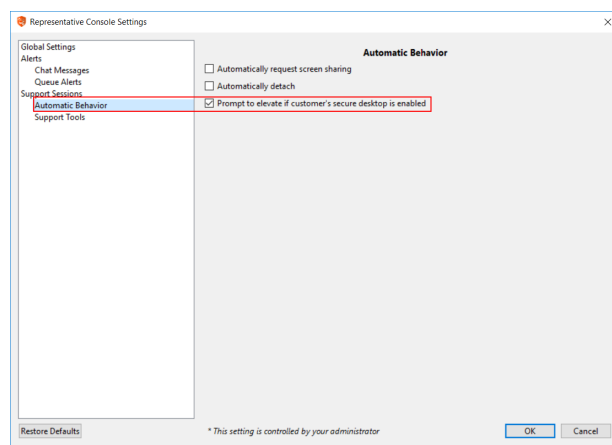 Representative Console Settings
Global Settings
Alerts
Chat Messages
Queue Alerts
Support Sessions
Automatic Behavior
Support Tools
Automatic Behavior
Automatically request screen sharing
Automatically detach
Prompt to elevate if customer's secure desktop is enabled
Restore Defaults
* This setting is controlled by your administrator
OK
Cancel